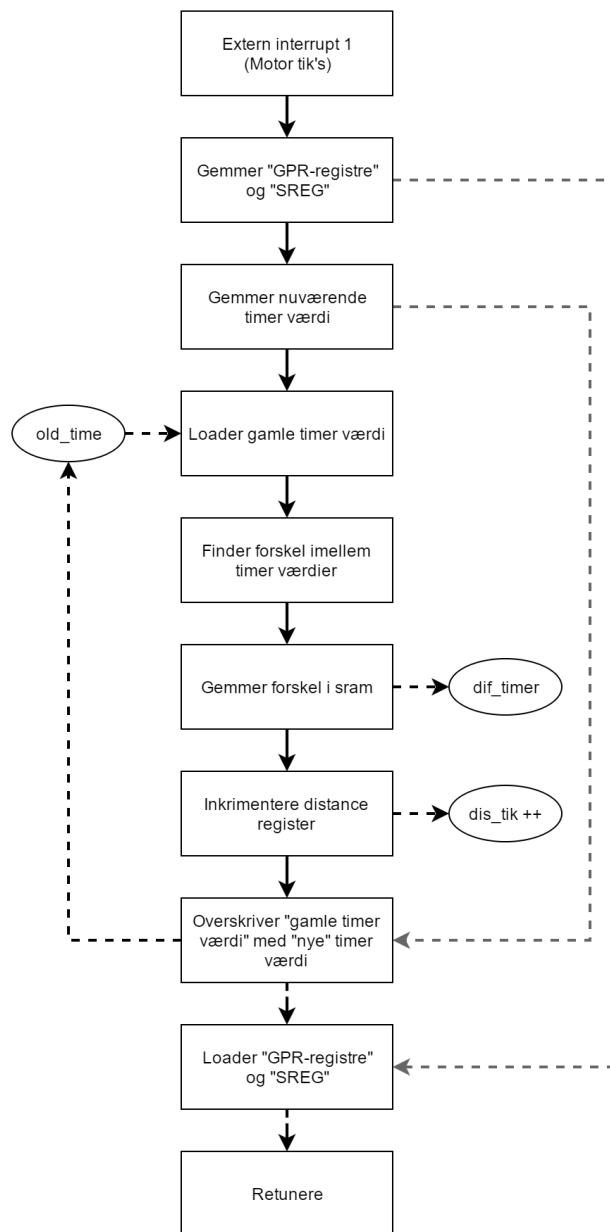 Extern interrupt 1
(Motor tik's)
Gemmer "GPR-registre"
og "SREG"
Gemmer nuværende
timer værdi
old_time
Loader gamle timer værdi
Finder forskel imellem
timer værdier
Gemmer forskel i sram
dif_timer
Inkrimentere distance
register
dis_tik ++
Overskriver "gamle timer
værdi" med "nye" timer
værdi
Loader "GPR-registre"
og "SREG"
Retunere